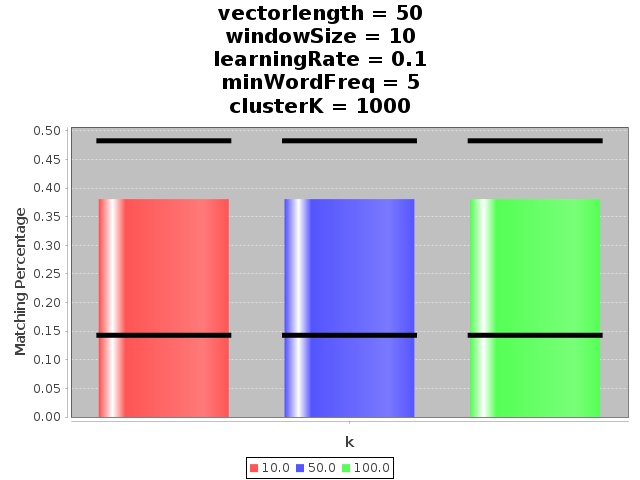 vectorlength = 50
windowSize = 10
learningRate = 0.1
minWordFreq = 5
clusterK = 1000
0.50
0.45
0.40
0.35
0.30
0.25
0.20
0.15
0.10
0.05
0.00
Matching Percentage
k
10.0 50.0 100.0